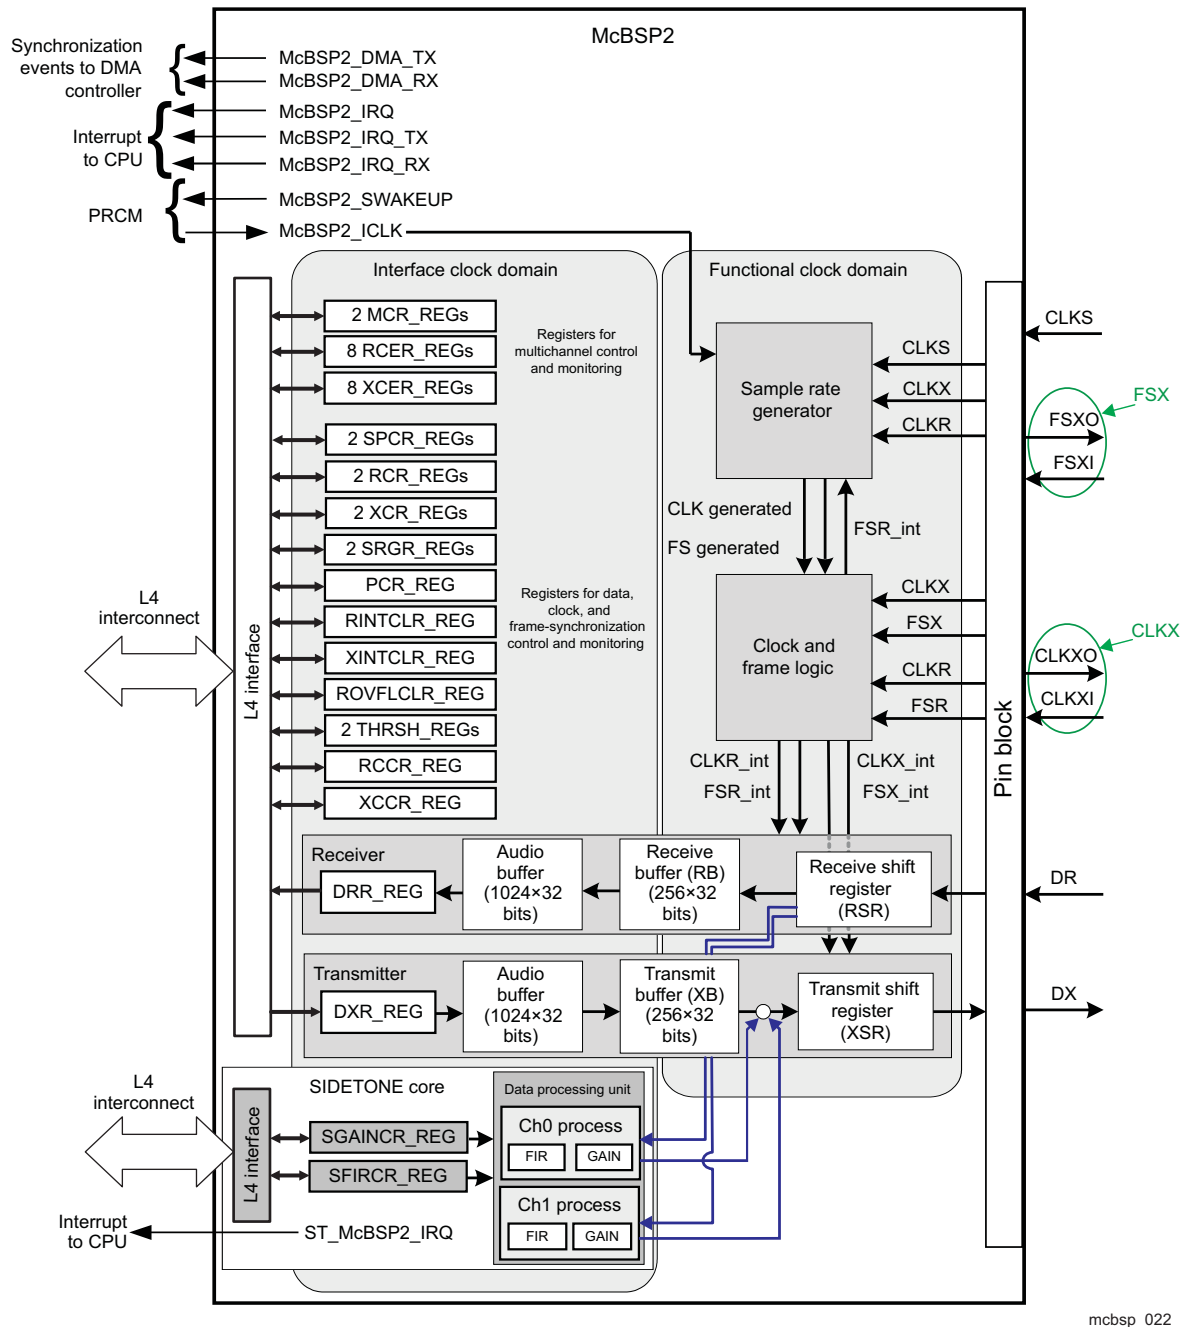 McBSP2
Synchronization
events to DMA
controller
McBSP2_DMA_TX
McBSP2_DMA_RX
Interrupt
to CPU
McBSP2_IRQ
McBSP2_IRQ_TX
McBSP2_IRQ_RX
PRCM
McBSP2_SWAKEUP
McBSP2_ICLK
Interface clock domain
Functional clock domain
2 MCR_REGs
8 RCER_REGs
8 XCER_REGs
Registers for
multichannel control
and monitoring
2 SPCR_REGs
2 RCR_REGs
2 XCR_REGs
2 SRGR_REGs
PCR_REG
RINTCLR_REG
XINTCLR_REG
ROVFLCLR_REG
2 THRSH_REGs
RCCR_REG
XCCR_REG
Registers for data,
clock, and
frame-synchronization
control and monitoring
L4
interconnect
L4 interface
Sample rate
generator
CLKS
CLKX
CLKR
CLK generated
FS generated
FSR_int
Clock and
frame logic
CLKX
FSX
CLKR
FSR
CLKR_int
FSR_int
CLKX_int
FSX_int
Pin block
CLKS
FSX
FSXO
FSXI
CLKX
CLKXO
CLKXI
DR
DX
Receiver
DRR_REG
Audio
buffer
(1024×32
bits)
Receive
buffer (RB)
(256×32
bits)
Receive shift
register
(RSR)
Transmitter
DXR_REG
Audio
buffer
(1024×32
bits)
Transmit
buffer (XB)
(256×32
bits)
Transmit shift
register
(XSR)
L4
interconnect
L4 interface
SIDETONE core
SGAINCR_REG
SFIRCR_REG
Data processing unit
Ch0 process
FIR
GAIN
Ch1 process
FIR
GAIN
Interrupt
to CPU
ST_McBSP2_IRQ
mcbsp_022